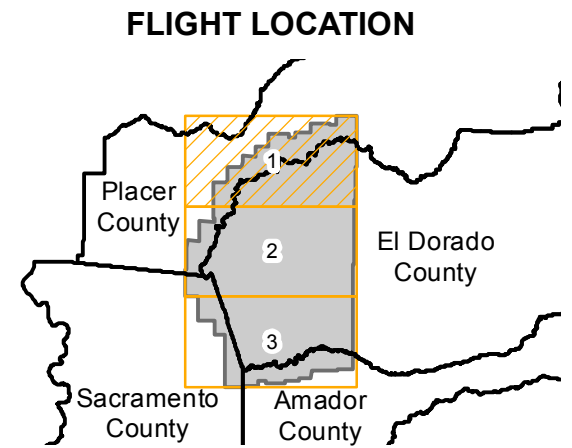 FLIGHT LOCATION
1
Placer
County
2
El Dorado
County
3
Sacramento
County
Amador
County